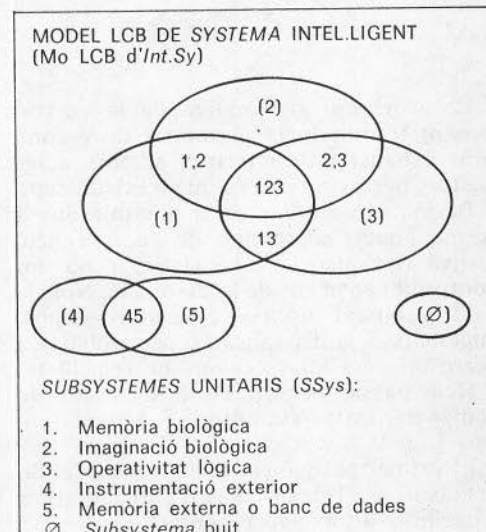 MODEL LCB DE SYSTEMA INTEL.LIGENT
(Mo LCB d'Int.Sy)
(2)
1,2
2,3
123
(1)
(3)
13
(4)
45
(5)
(Ø)
SUBSYSTEMES UNITARIS (SSys):
1. Memòria biològica
2. Imaginació biològica
3. Operativitat lògica
4. Instrumentació exterior
5. Memòria externa o banc de dades
Ø. Subsystema buit